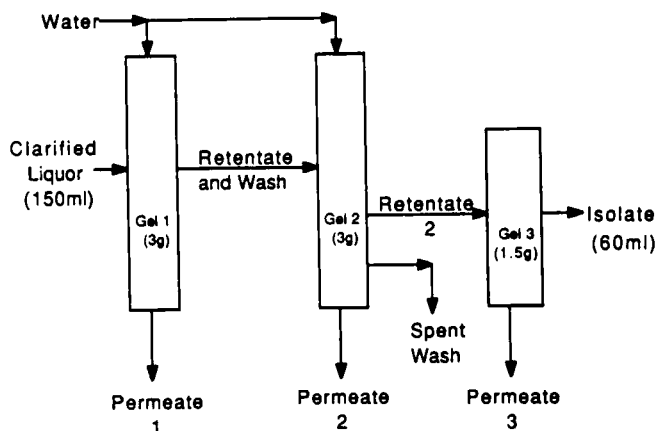 Water
Clarified
Liquor
(150ml)
Gel 1
(3g)
Retentate
and Wash
Gel 2
(3g)
Retentate
2
Gel 3
(1.5g)
Isolate
(60ml)
Spent
Wash
Permeate
1
Permeate
2
Permeate
3